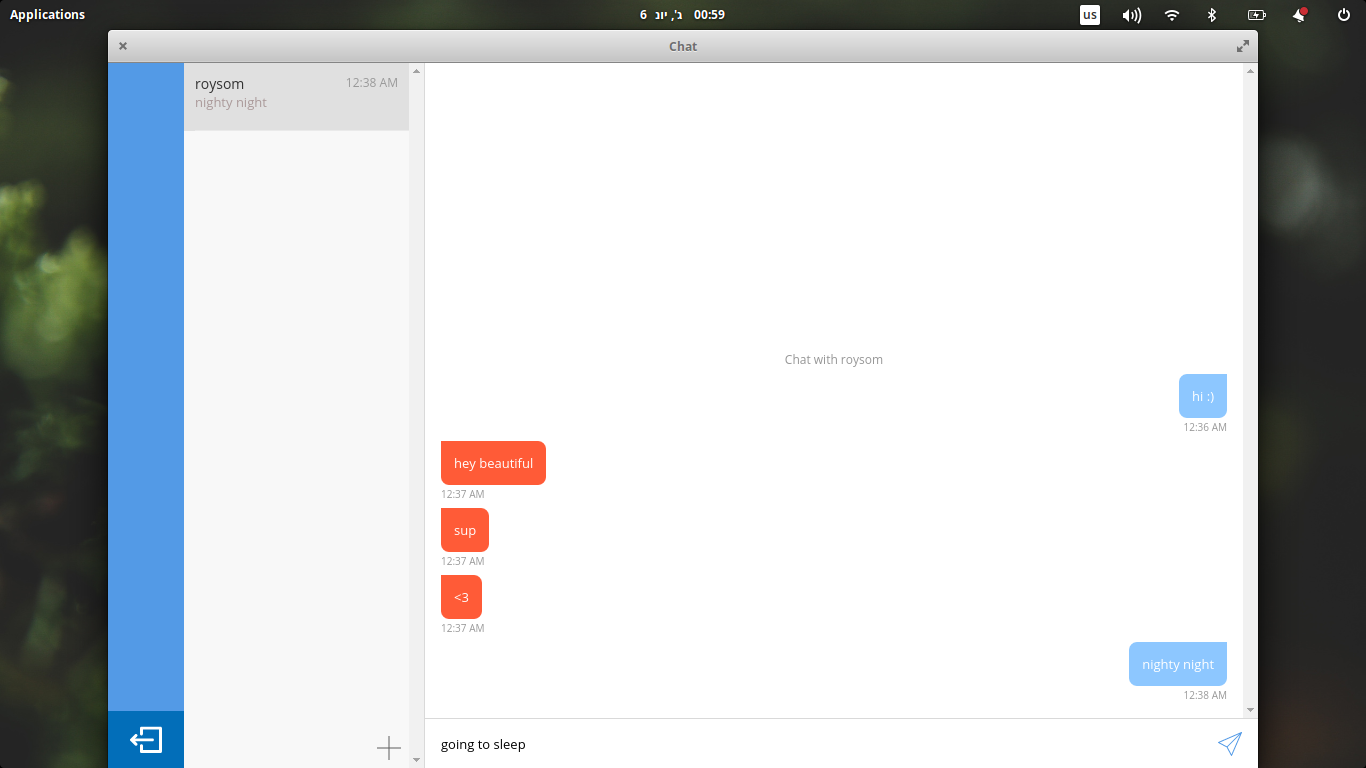 Applications
6 ג', יונ 00:59
us
Chat
roysom
12:38 AM
nighty night
Chat with roysom
hi :)
12:36 AM
hey beautiful
12:37 AM
sup
12:37 AM
<3
12:37 AM
nighty night
12:38 AM
going to sleep